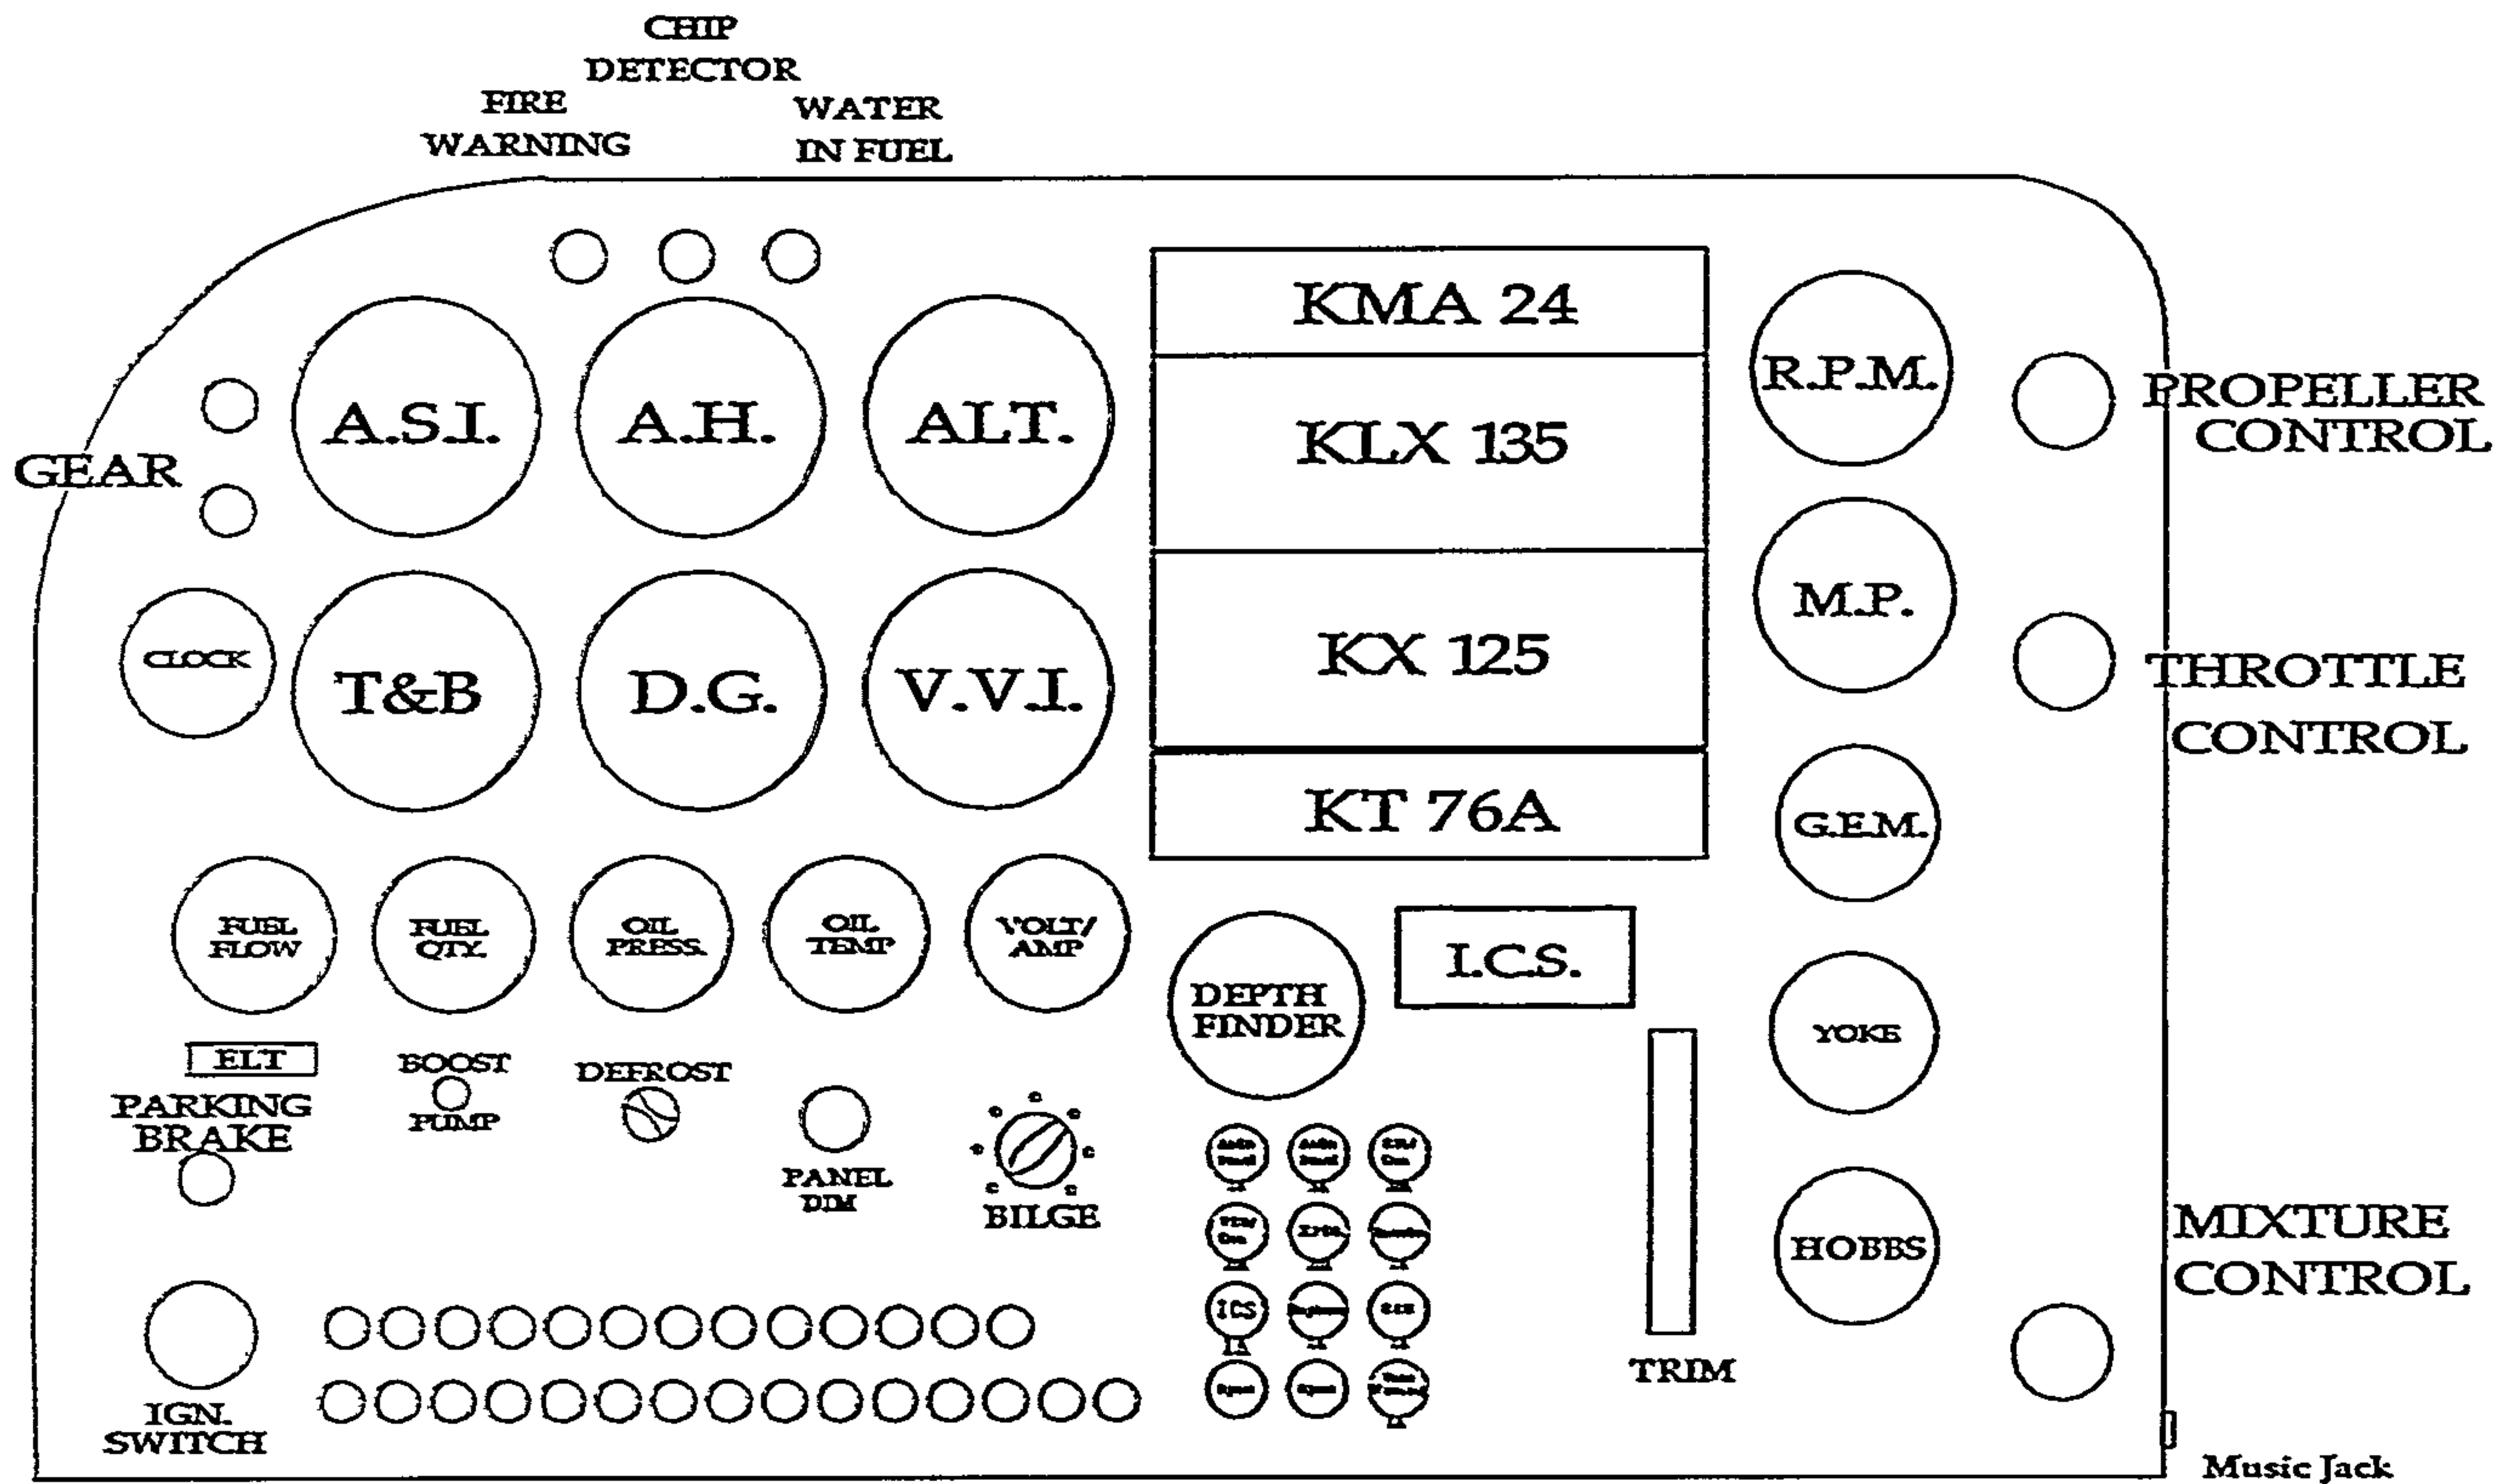 CHIP
DETECTOR
FIRE
WARNING
WATER
IN FUEL
KMA 24
R.P.M.
A.S.I.
A.H.
ALT.
KLX 135
PROPELLER
CONTROL
GEAR
M.P.
CLOCK
T&B
D.G.
V.V.I.
KX 125
THROTTLE
CONTROL
KT 76A
G.E.M.
FUEL
FLOW
FUEL
QTY.
OIL
PRESS
OIL
TEMP
VOLT/
AMP
I.C.S.
DEPTH
FINDER
YOKE
ELT
BOOST
PUMP
DEFROST
PARKING
BRAKE
PANEL
DIM
BILGE
MIXTURE
CONTROL
HOBBS
ICS
TRIM
IGN.
SWITCH
Music Jack